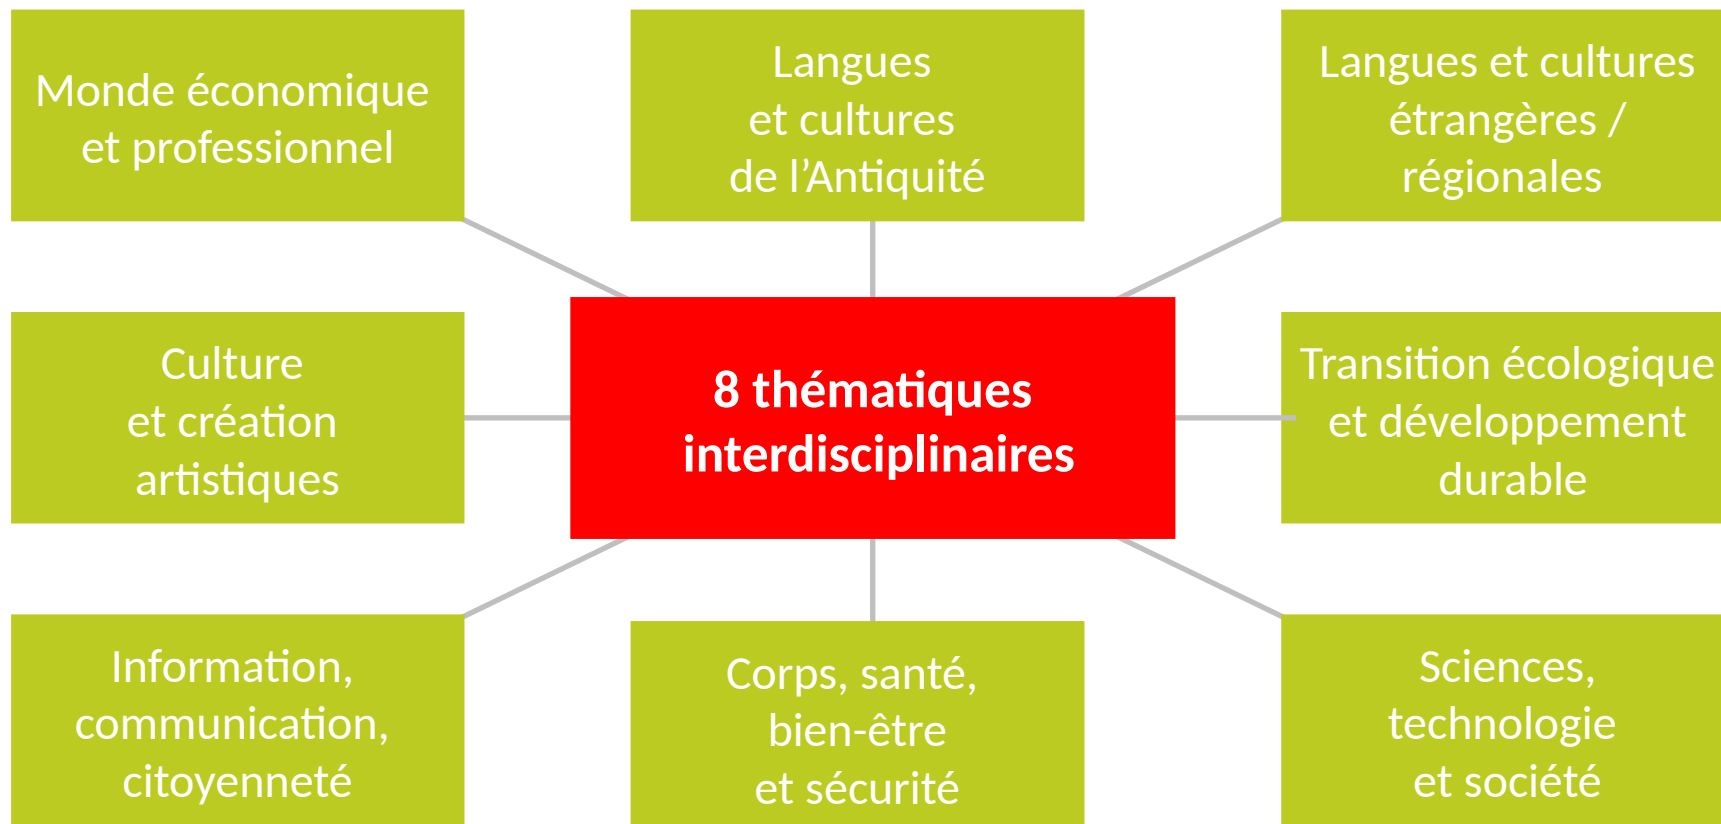 Monde économique
et professionnel
Langues
et cultures
de l’Antiquité
Langues et cultures
étrangères /
régionales
Culture
et création
artistiques
8 thématiques
interdisciplinaires
Transition écologique
et développement
durable
Information,
communication,
citoyenneté
Corps, santé,
bien-être
et sécurité
Sciences,
technologie
et société